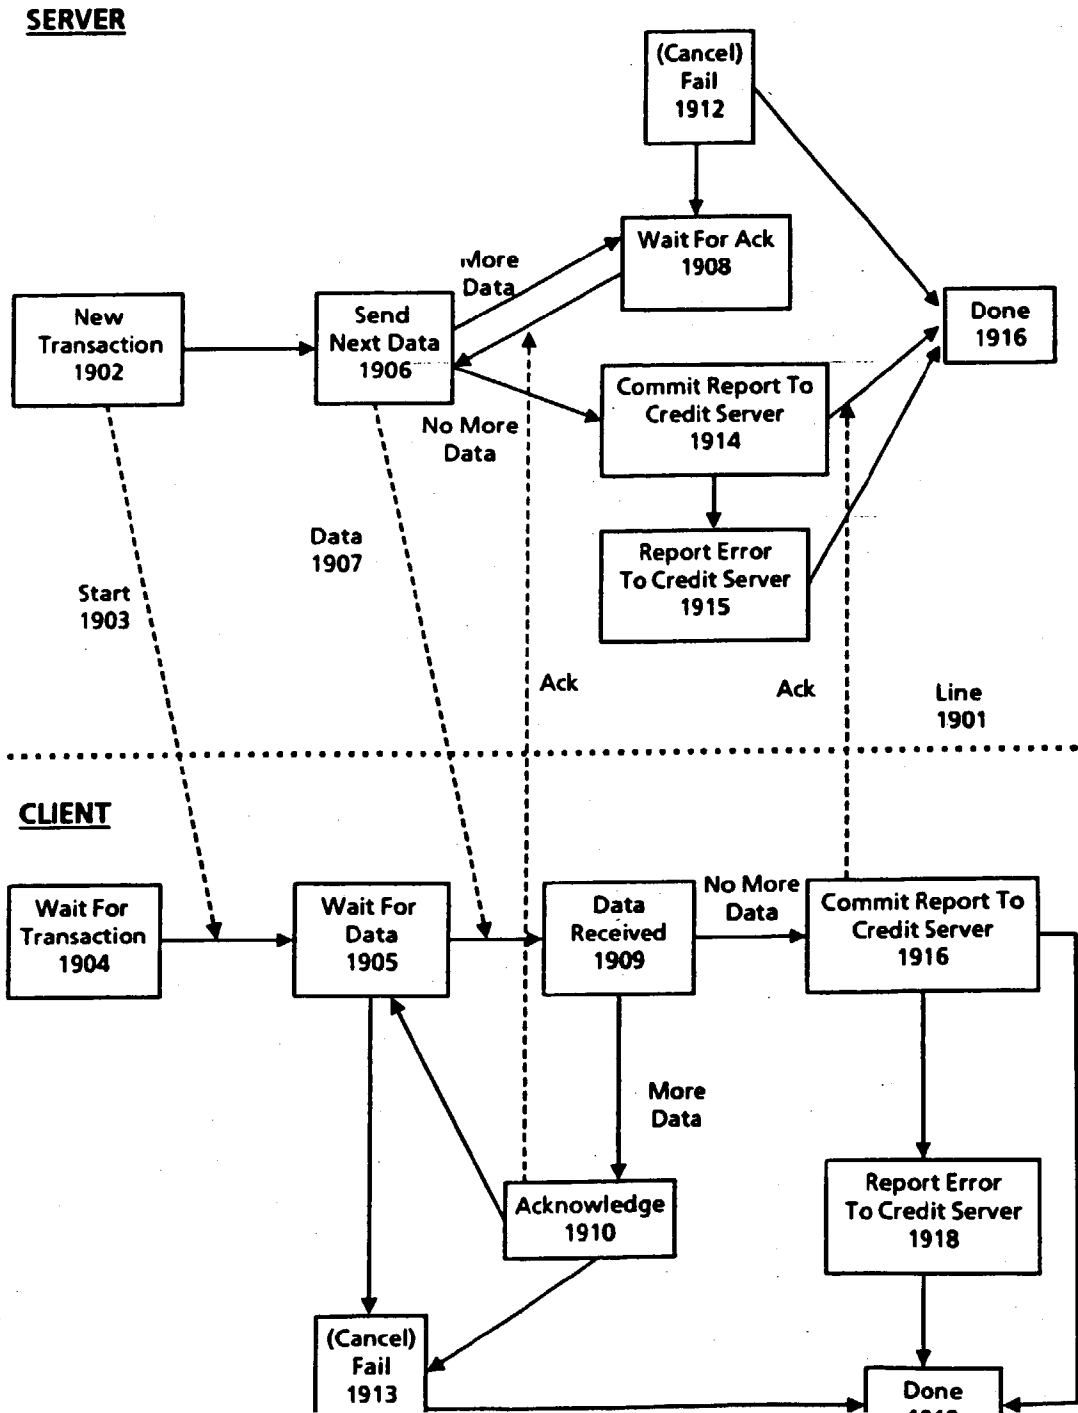 SERVER
(Cancel)
Fail
1912
Wait For Ack
1908
More
Data
New
Transaction
1902
Send
Next Data
1906
Done
1916
Commit Report To
Credit Server
1914
No More
Data
Report Error
To Credit Server
1915
Data
1907
Start
1903
Ack
Ack
Line
1901
CLIENT
Wait For
Transaction
1904
Wait For
Data
1905
Data
Received
1909
No More
Data
Commit Report To
Credit Server
1916
More
Data
Acknowledge
1910
Report Error
To Credit Server
1918
(Cancel)
Fail
1913
Done